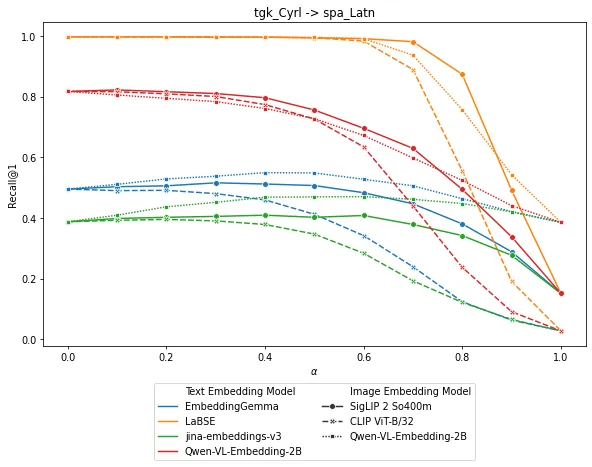 tgk_Cyrl -> spa_Latn
Recall@1
1.0
0.8
0.6
0.4
0.2
0.0
0.0 0.2 0.4 0.6 0.8 1.0
α
Text Embedding Model
EmbeddingGemma
LaBSE
jina-embeddings-v3
Qwen-VL-Embedding-2B
Image Embedding Model
SigLIP 2 So400m
CLIP ViT-B/32
Qwen-VL-Embedding-2B